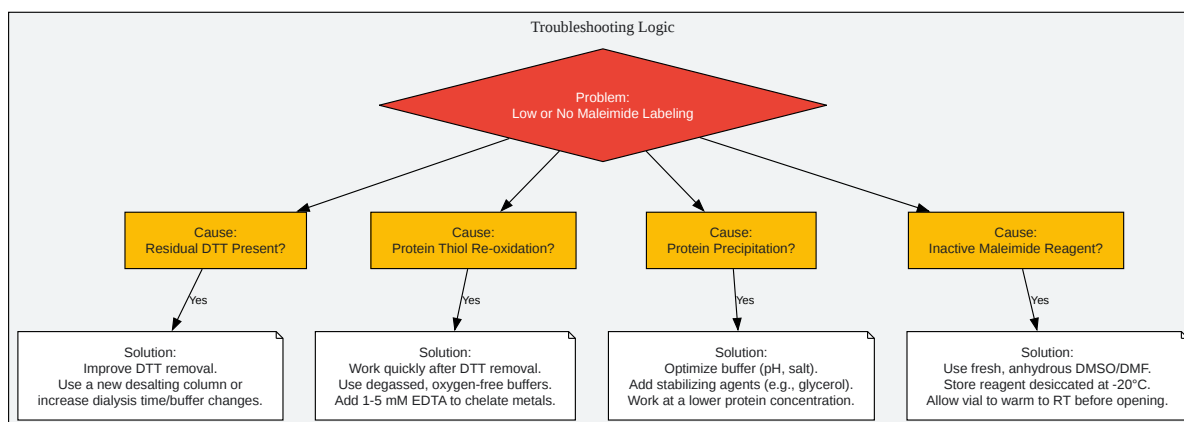 Troubleshooting Logic
Problem:
Low or No Maleimide Labeling
Cause:
Residual DTT Present?
Cause:
Protein Thiol Re-oxidation?
Cause:
Protein Precipitation?
Cause:
Inactive Maleimide Reagent?
Yes
Yes
Yes
Yes
Solution:
Improve DTT removal.
Use a new desalting column or
increase dialysis time/buffer changes.
Solution:
Work quickly after DTT removal.
Use degassed, oxygen-free buffers.
Add 1-5 mM EDTA to chelate metals.
Solution:
Optimize buffer (pH, salt).
Add stabilizing agents (e.g., glycerol).
Work at a lower protein concentration.
Solution:
Use fresh, anhydrous DMSO/DMF.
Store reagent desiccated at -20°C.
Allow vial to warm to RT before opening.